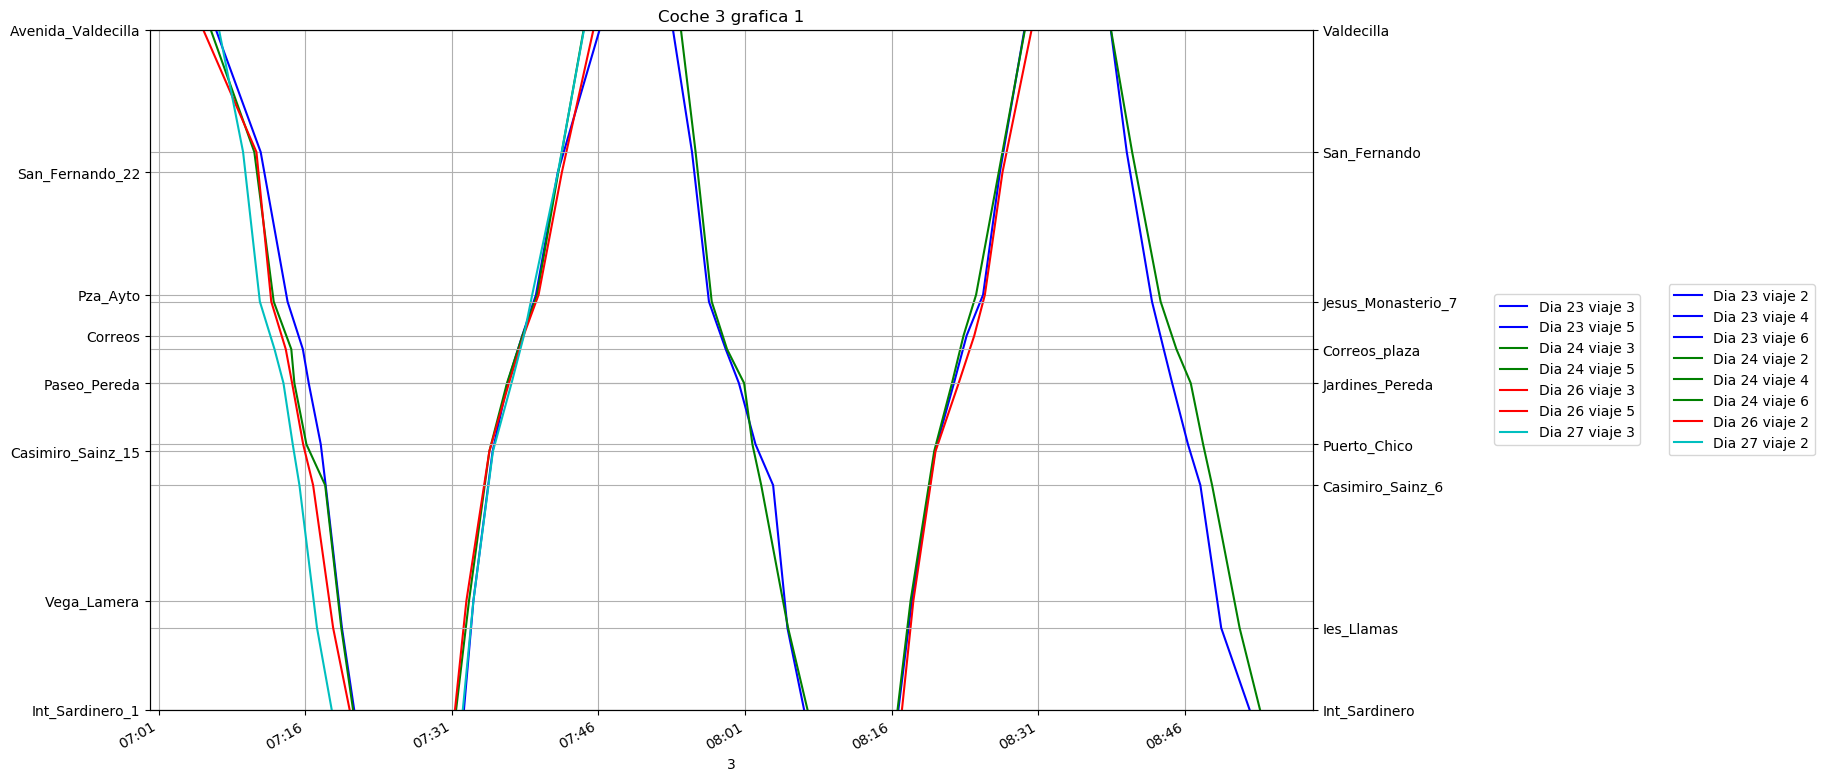 Coche 3 grafica 1
Avenida_Valdecilla
San_Fernando_22
Pza_Ayto
Correos
Paseo_Pereda
Casimiro_Sainz_15
Vega_Lamera
Int_Sardinero_1
Valdecilla
San_Fernando
Jesus_Monasterio_7
Correos_plaza
Jardines_Pereda
Puerto_Chico
Casimiro_Sainz_6
Ies_Llamas
Int_Sardinero
07:01
07:16
07:31
07:46
08:01
08:16
08:31
08:46
3
Dia 23 viaje 3
Dia 23 viaje 5
Dia 24 viaje 3
Dia 24 viaje 5
Dia 26 viaje 3
Dia 26 viaje 5
Dia 27 viaje 3
Dia 23 viaje 2
Dia 23 viaje 4
Dia 23 viaje 6
Dia 24 viaje 2
Dia 24 viaje 4
Dia 24 viaje 6
Dia 26 viaje 2
Dia 27 viaje 2